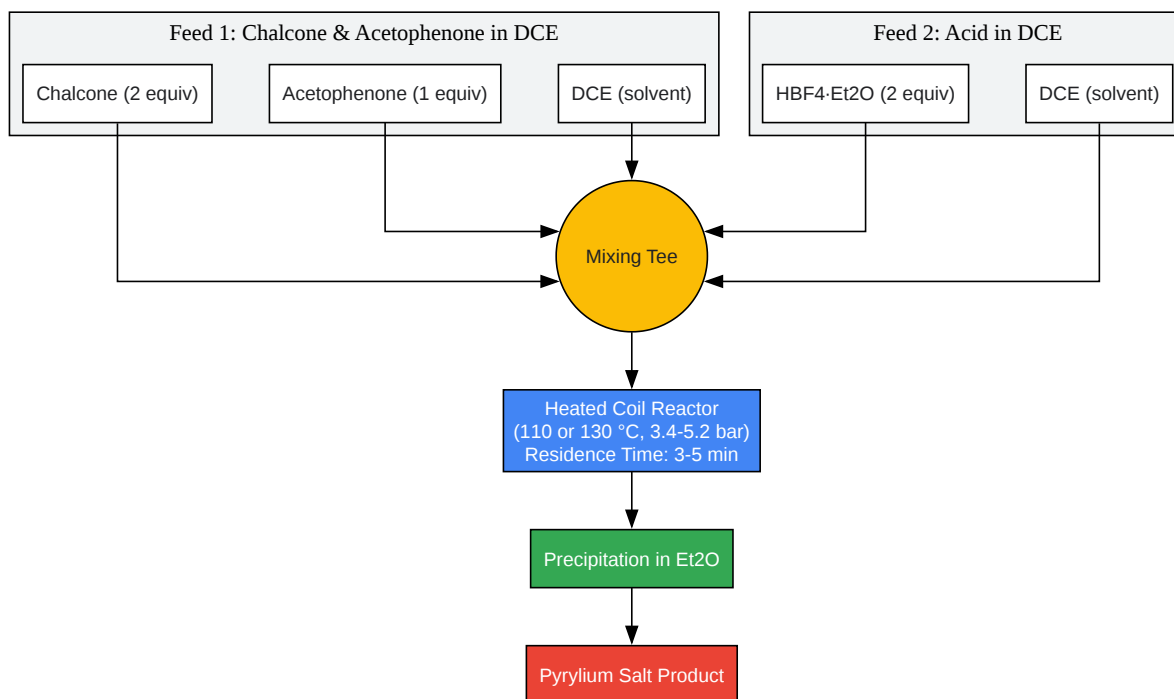 Feed 1: Chalcone & Acetophenone in DCE
Feed 2: Acid in DCE
Chalcone (2 equiv)
Acetophenone (1 equiv)
DCE (solvent)
HBF4·Et2O (2 equiv)
DCE (solvent)
Mixing Tee
Heated Coil Reactor
(110 or 130 °C, 3.4-5.2 bar)
Residence Time: 3-5 min
Precipitation in Et2O
Pyrylium Salt Product